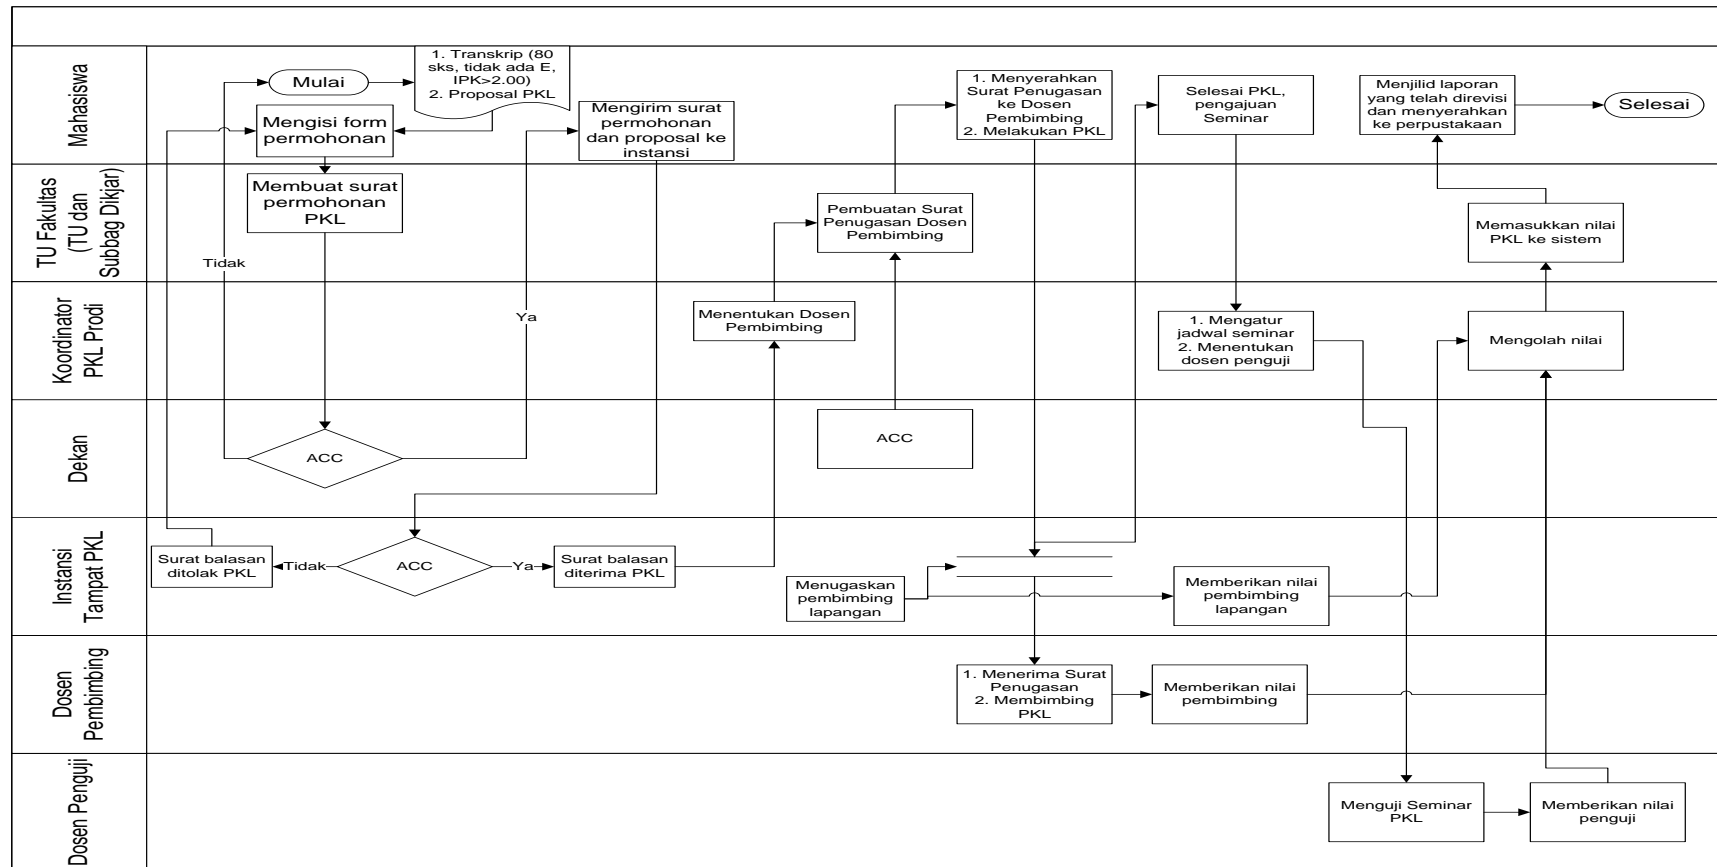 Mahasiswa
Mulai
1. Transkrip (80
sks, tidak ada E,
IPK>2.00)
2. Proposal PKL
Mengisi form
permohonan
Mengirim surat
permohonan
dan proposal ke
instansi
1. Menyerahkan
Surat Penugasan
ke Dosen
Pembimbing
2. Melakukan PKL
Selesai PKL,
pengajuan
Seminar
Menjilid laporan
yang telah direvisi
dan menyerahkan
ke perpustakaan
Selesai
TU Fakultas
(TU dan
Subbag Dikjar)
Membuat surat
permohonan
PKL
Tidak
Pembuatan Surat
Penugasan Dosen
Pembimbing
Memasukkan nilai
PKL ke sistem
Koordinator
PKL Prodi
Ya
Menentukan Dosen
Pembimbing
1. Mengatur
jadwal seminar
2. Menentukan
dosen penguji
Mengolah nilai
Dekan
ACC
ACC
Instansi
Tampat PKL
Surat balasan
ditolak PKL
Tidak
ACC
Ya
Surat balasan
diterima PKL
Menugaskan
pembimbing
lapangan
Memberikan nilai
pembimbing
lapangan
Dosen
Pembimbing
1. Menerima Surat
Penugasan
2. Membimbing
PKL
Memberikan nilai
pembimbing
Dosen Penguji
Menguji Seminar
PKL
Memberikan nilai
penguji